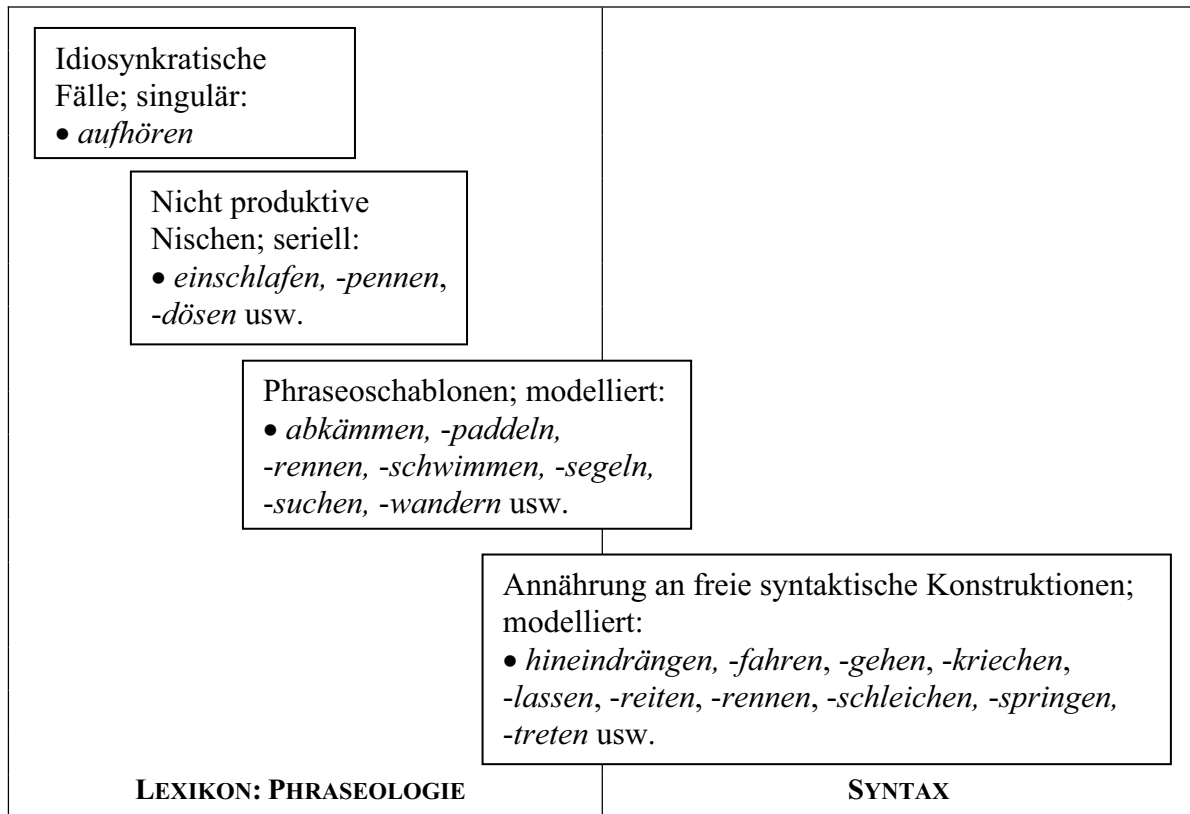 Idiosynkratische
Fälle; singulär:
• aufhören
Nicht produktive
Nischen; seriell:
• einschlafen, -pennen,
-dösen usw.
Phraseoschablonen; modelliert:
• abkämmen, -paddeln,
-rennen, -schwimmen, -segeln,
-suchen, -wandern usw.
Annährung an freie syntaktische Konstruktionen;
modelliert:
• hineindrängen, -fahren, -gehen, -kriechen,
-lassen, -reiten, -rennen, -schleichen, -springen,
-treten usw.
LEXIKON: PHRASEOLOGIE
SYNTAX